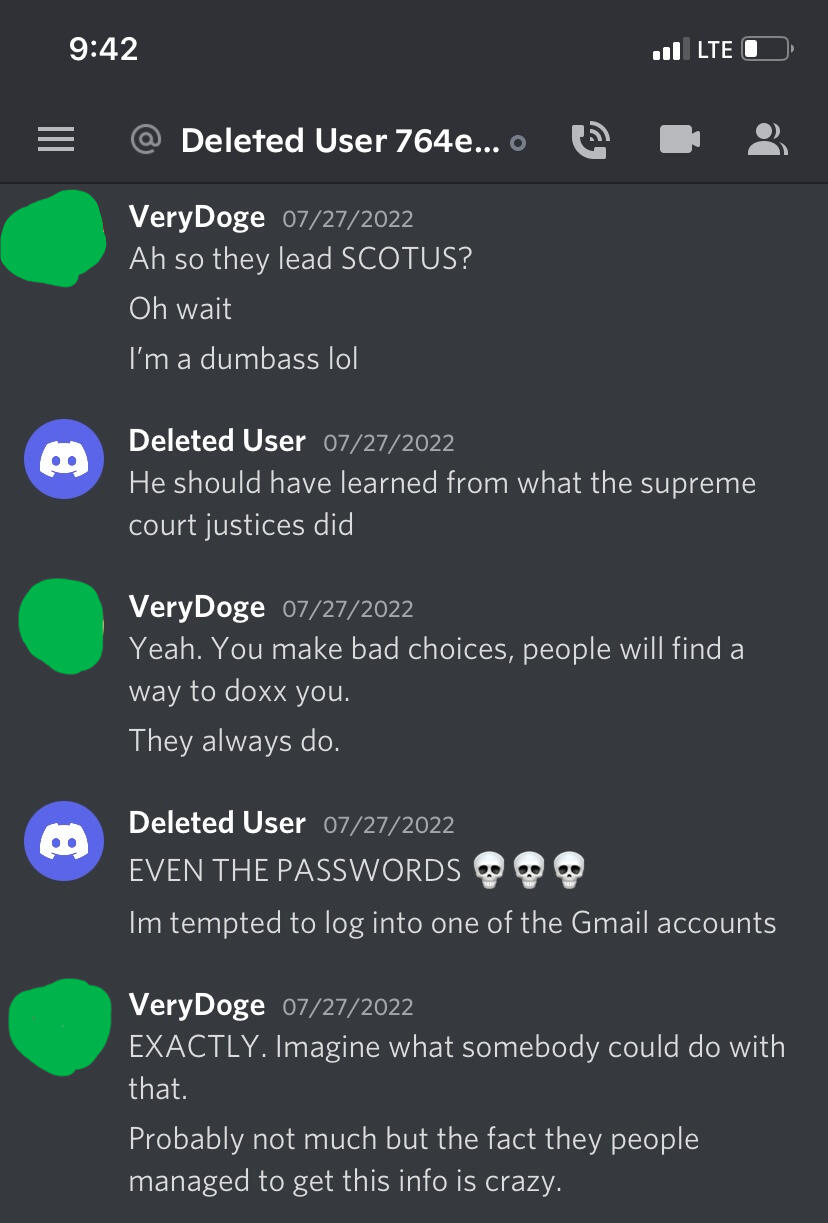 9:42
LTE
@ Deleted User 764e...
VeryDoge 07/27/2022
Ah so they lead SCOTUS?
Oh wait
I'm a dumbass lol
Deleted User 07/27/2022
He should have learned from what the supreme
court justices did
VeryDoge 07/27/2022
Yeah. You make bad choices, people will find a
way to doxx you.
They always do.
Deleted User 07/27/2022
EVEN THE PASSWORDS 💀💀💀
Im tempted to log into one of the Gmail accounts
VeryDoge 07/27/2022
EXACTLY. Imagine what somebody could do with
that.
Probably not much but the fact they people
managed to get this info is crazy.